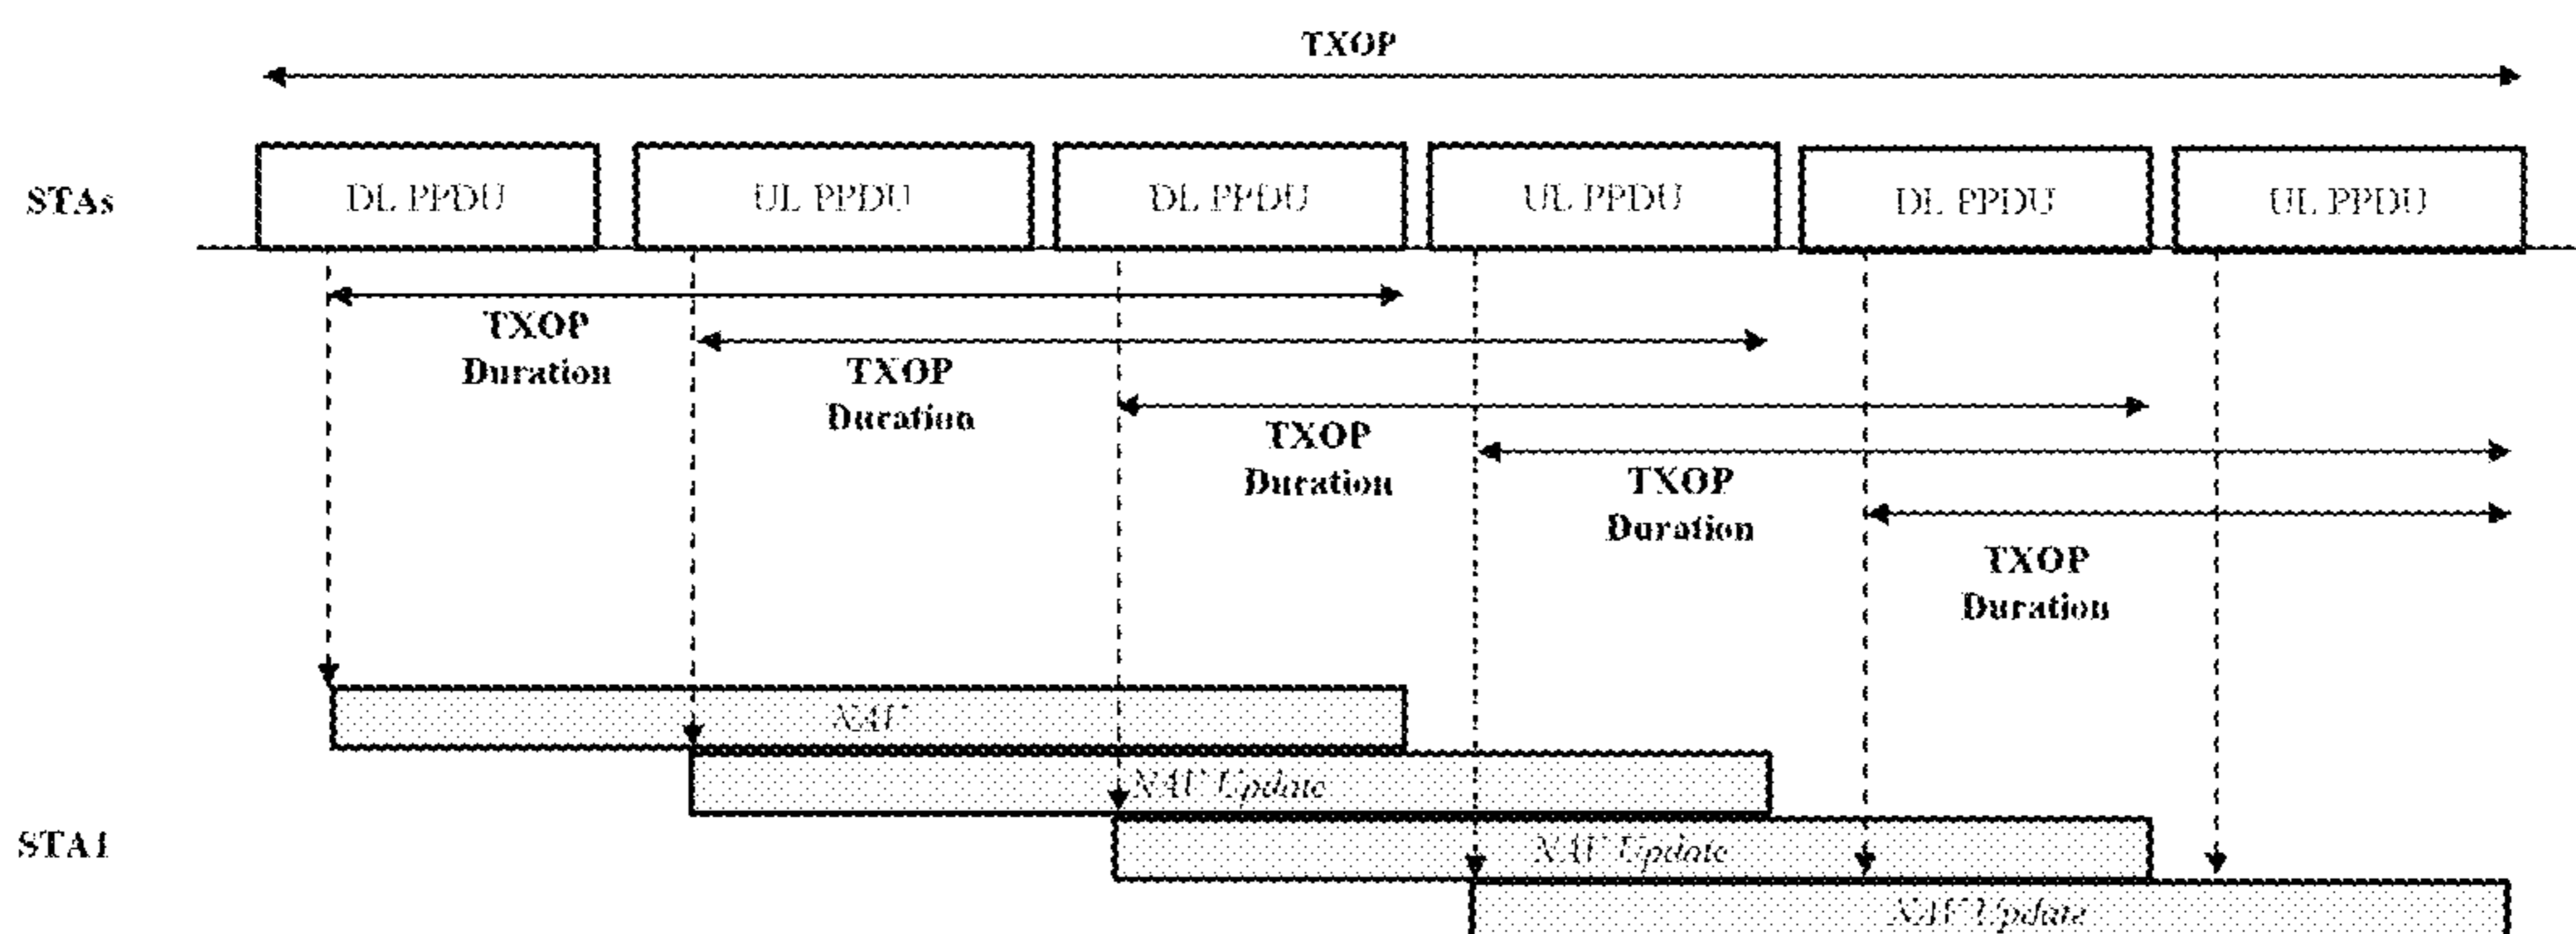 TXOP
STAs
DL PPDU
UL PPDU
DL PPDU
UL PPDU
DL PPDU
UL PPDU
TXOP
Duration
TXOP
Duration
TXOP
Duration
TXOP
Duration
TXOP
Duration
NAV
NAV Update
STA1
NAV Update
NAV Update